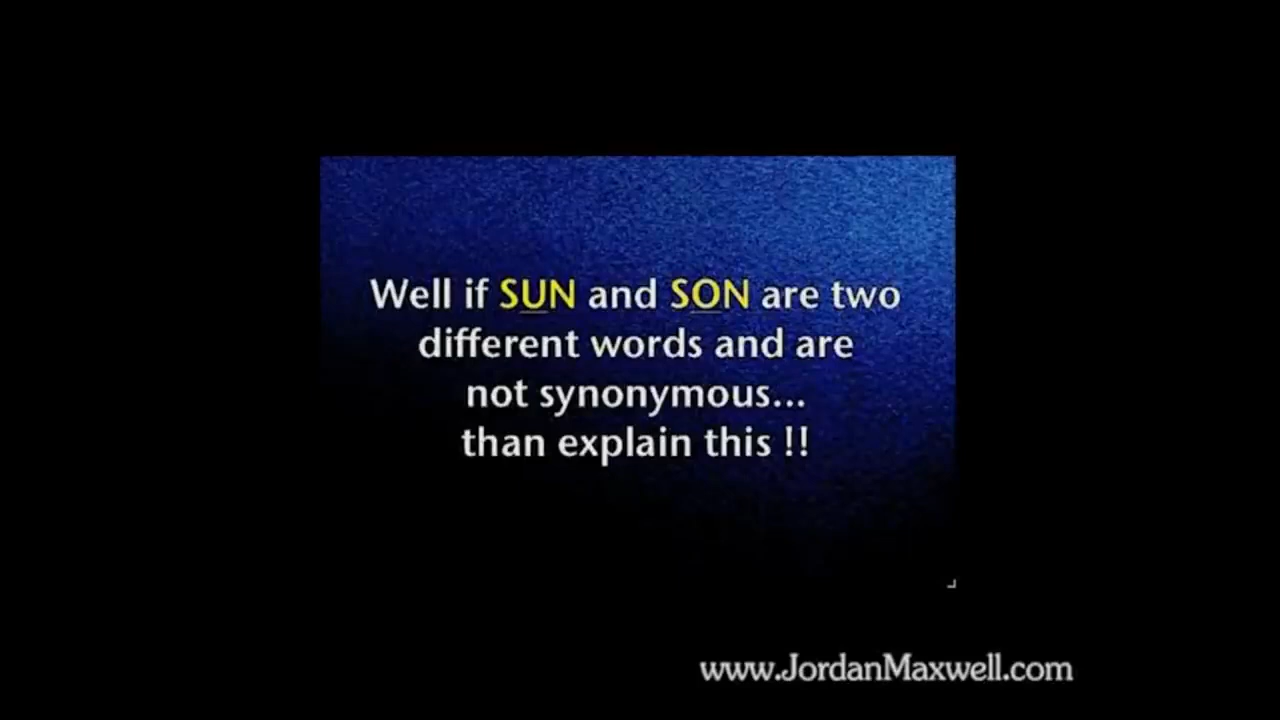 Well if SUN and SON are two
different words and are
not synonymous...
than explain this !!
www.JordanMaxwell.com